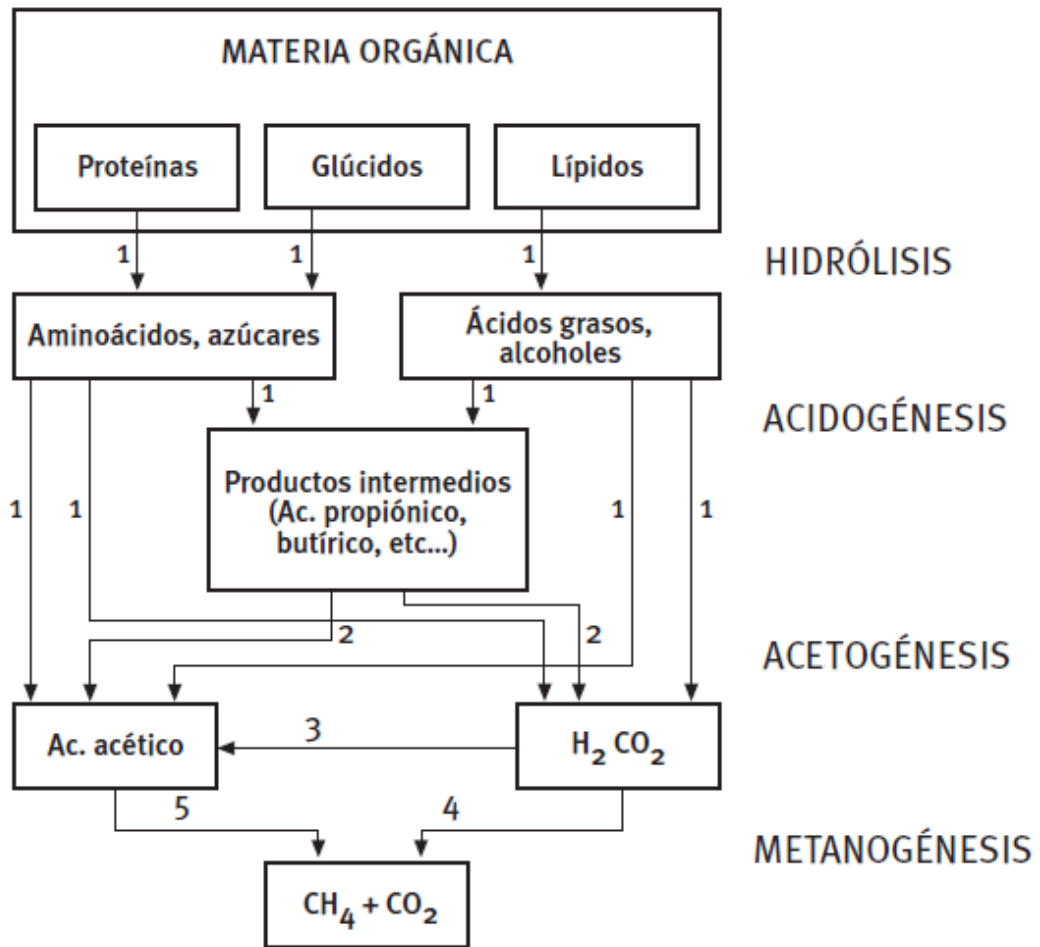 MATERIA ORGÁNICA
Proteínas
Glúcidos
Lípidos
1
1
1
HIDRÓLISIS
Aminoácidos, azúcares
Ácidos grasos,
alcoholes
1
1
ACIDOGÉNESIS
Productos intermedios
(Ac. propiónico,
butírico, etc...)
1
1
1
1
2
2
ACETOGÉNESIS
Ac. acético
3
H₂ CO₂
5
4
METANOGÉNESIS
CH₄ + CO₂